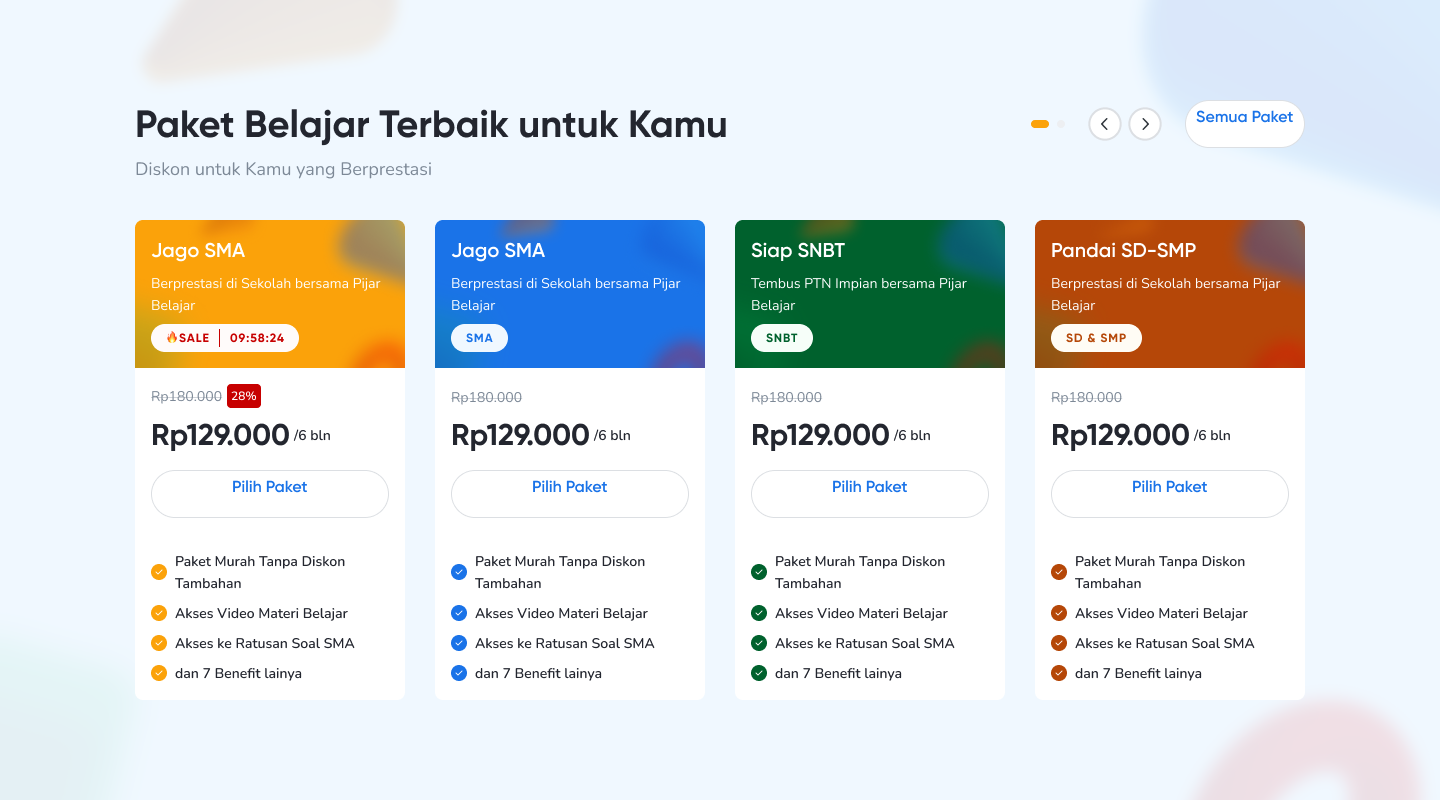 Paket Belajar Terbaik untuk Kamu
Semua Paket
Diskon untuk Kamu yang Berprestasi
Jago SMA
Berprestasi di Sekolah bersama Pijar
Belajar
SALE 09:58:24
Rp180.000 28%
Rp129.000 /6 bln
Pilih Paket
Paket Murah Tanpa Diskon
Tambahan
Akses Video Materi Belajar
Akses ke Ratusan Soal SMA
dan 7 Benefit lainya
Jago SMA
Berprestasi di Sekolah bersama Pijar
Belajar
SMA
Rp180.000
Rp129.000 /6 bln
Pilih Paket
Paket Murah Tanpa Diskon
Tambahan
Akses Video Materi Belajar
Akses ke Ratusan Soal SMA
dan 7 Benefit lainya
Siap SNBT
Tembus PTN Impian bersama Pijar
Belajar
SNBT
Rp180.000
Rp129.000 /6 bln
Pilih Paket
Paket Murah Tanpa Diskon
Tambahan
Akses Video Materi Belajar
Akses ke Ratusan Soal SMA
dan 7 Benefit lainya
Pandai SD-SMP
Berprestasi di Sekolah bersama Pijar
Belajar
SD & SMP
Rp180.000
Rp129.000 /6 bln
Pilih Paket
Paket Murah Tanpa Diskon
Tambahan
Akses Video Materi Belajar
Akses ke Ratusan Soal SMA
dan 7 Benefit lainya